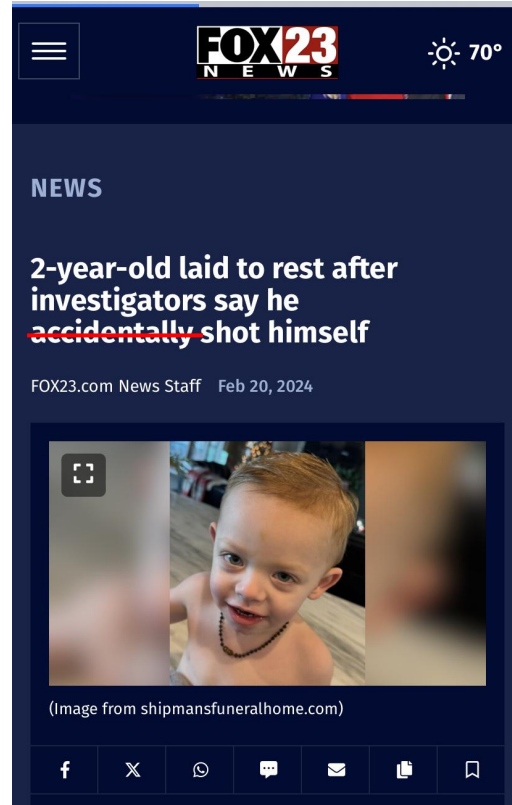 FOX 23
NEWS
70°
NEWS
2-year-old laid to rest after
investigators say he
accidentally shot himself
FOX23.com News Staff Feb 20, 2024
(Image from shipmansfuneralhome.com)